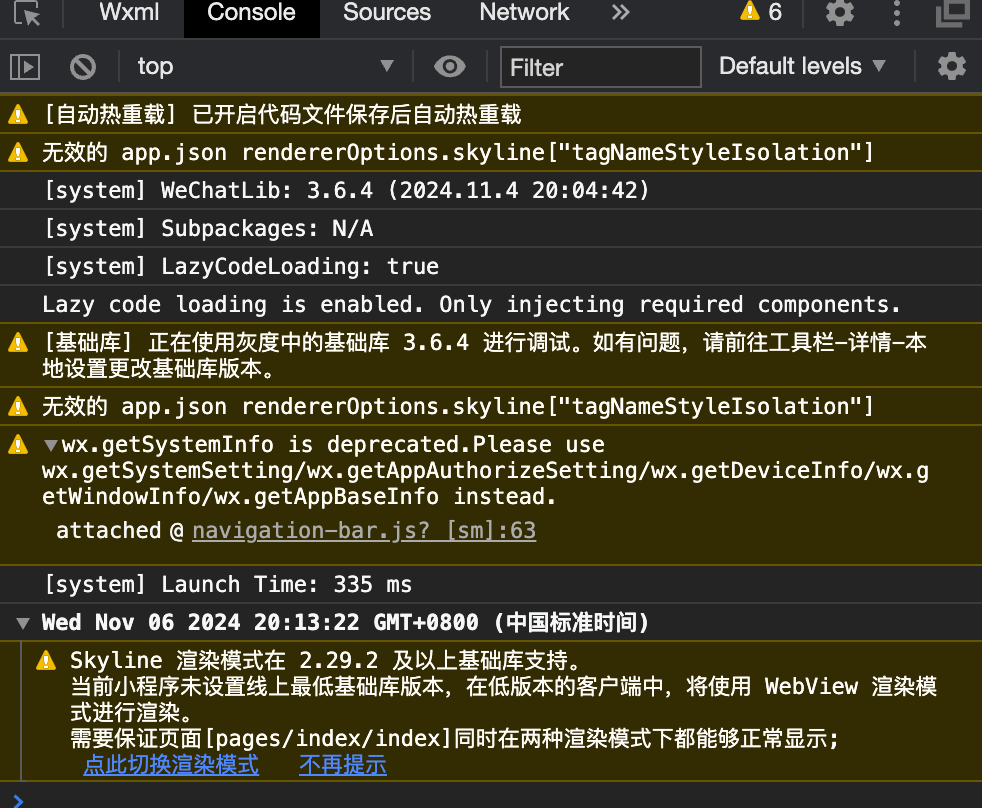 Wxml Console Sources Network 6
top Filter Default levels
[自动热重载] 已开启代码文件保存后自动热重载
无效的 app.json rendererOptions.skyline["tagNameStyleIsolation"]
[system] WeChatLib: 3.6.4 (2024.11.4 20:04:42)
[system] Subpackages: N/A
[system] LazyCodeLoading: true
Lazy code loading is enabled. Only injecting required components.
[基础库] 正在使用灰度中的基础库 3.6.4 进行调试。如有问题，请前往工具栏-详情-本
地设置更改基础库版本。
无效的 app.json rendererOptions.skyline["tagNameStyleIsolation"]
wx.getSystemInfo is deprecated.Please use
wx.getSystemSetting/wx.getAppAuthorizeSetting/wx.getDeviceInfo/wx.g
etWindowInfo/wx.getAppBaseInfo instead.
attached @ navigation-bar.js? [sm]:63
[system] Launch Time: 335 ms
Wed Nov 06 2024 20:13:22 GMT+0800 (中国标准时间)
Skyline 渲染模式在 2.29.2 及以上基础库支持。
当前小程序未设置线上最低基础库版本，在低版本的客户端中，将使用 WebView 渲染模
式进行渲染。
需要保证页面[pages/index/index]同时在两种渲染模式下都能够正常显示;
点此切换渲染模式 不再提示